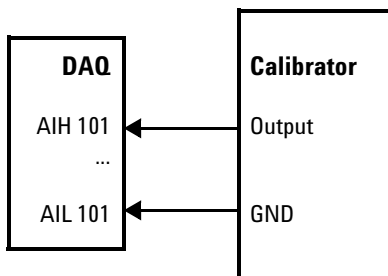 DAQ
AIH 101
...
AIL 101
Calibrator
Output
GND